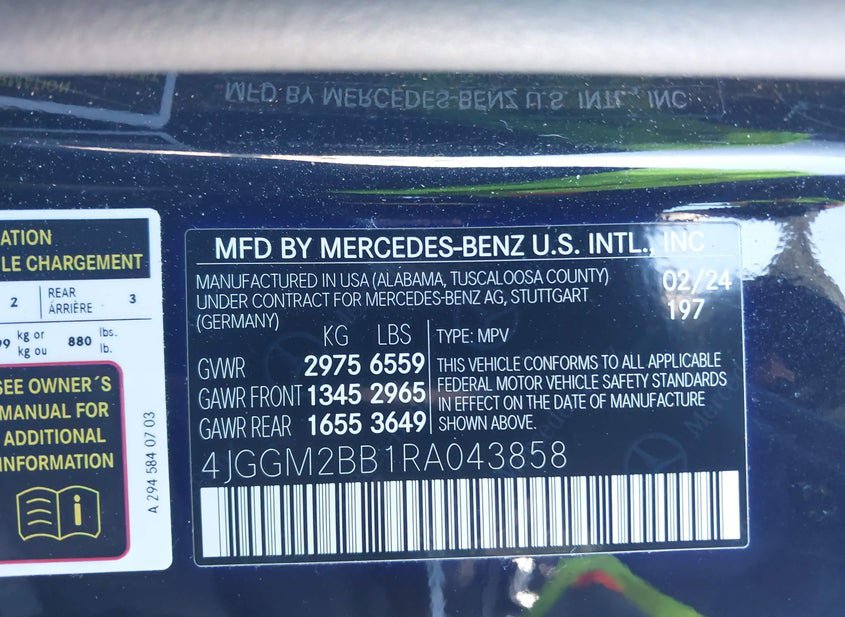 MFD BY MERCEDES-BENZ U.S. INTL., INC
ATION
LE CHARGEMENT
2 REAR ARRIÈRE 3
kg or kg ou 880 lbs. lb.
SEE OWNER´S
MANUAL FOR
ADDITIONAL
INFORMATION
A 294 584 07 03
MFD BY MERCEDES-BENZ U.S. INTL., INC
MANUFACTURED IN USA (ALABAMA, TUSCALOOSA COUNTY) 02/24
UNDER CONTRACT FOR MERCEDES-BENZ AG, STUTTGART 197
(GERMANY)
KG LBS
GVWR 2975 6559
GAWR FRONT 1345 2965
GAWR REAR 1655 3649
TYPE: MPV
THIS VEHICLE CONFORMS TO ALL APPLICABLE
FEDERAL MOTOR VEHICLE SAFETY STANDARDS
IN EFFECT ON THE DATE OF MANUFACTURE
SHOWN ABOVE.
4JGGM2BB1RA043858